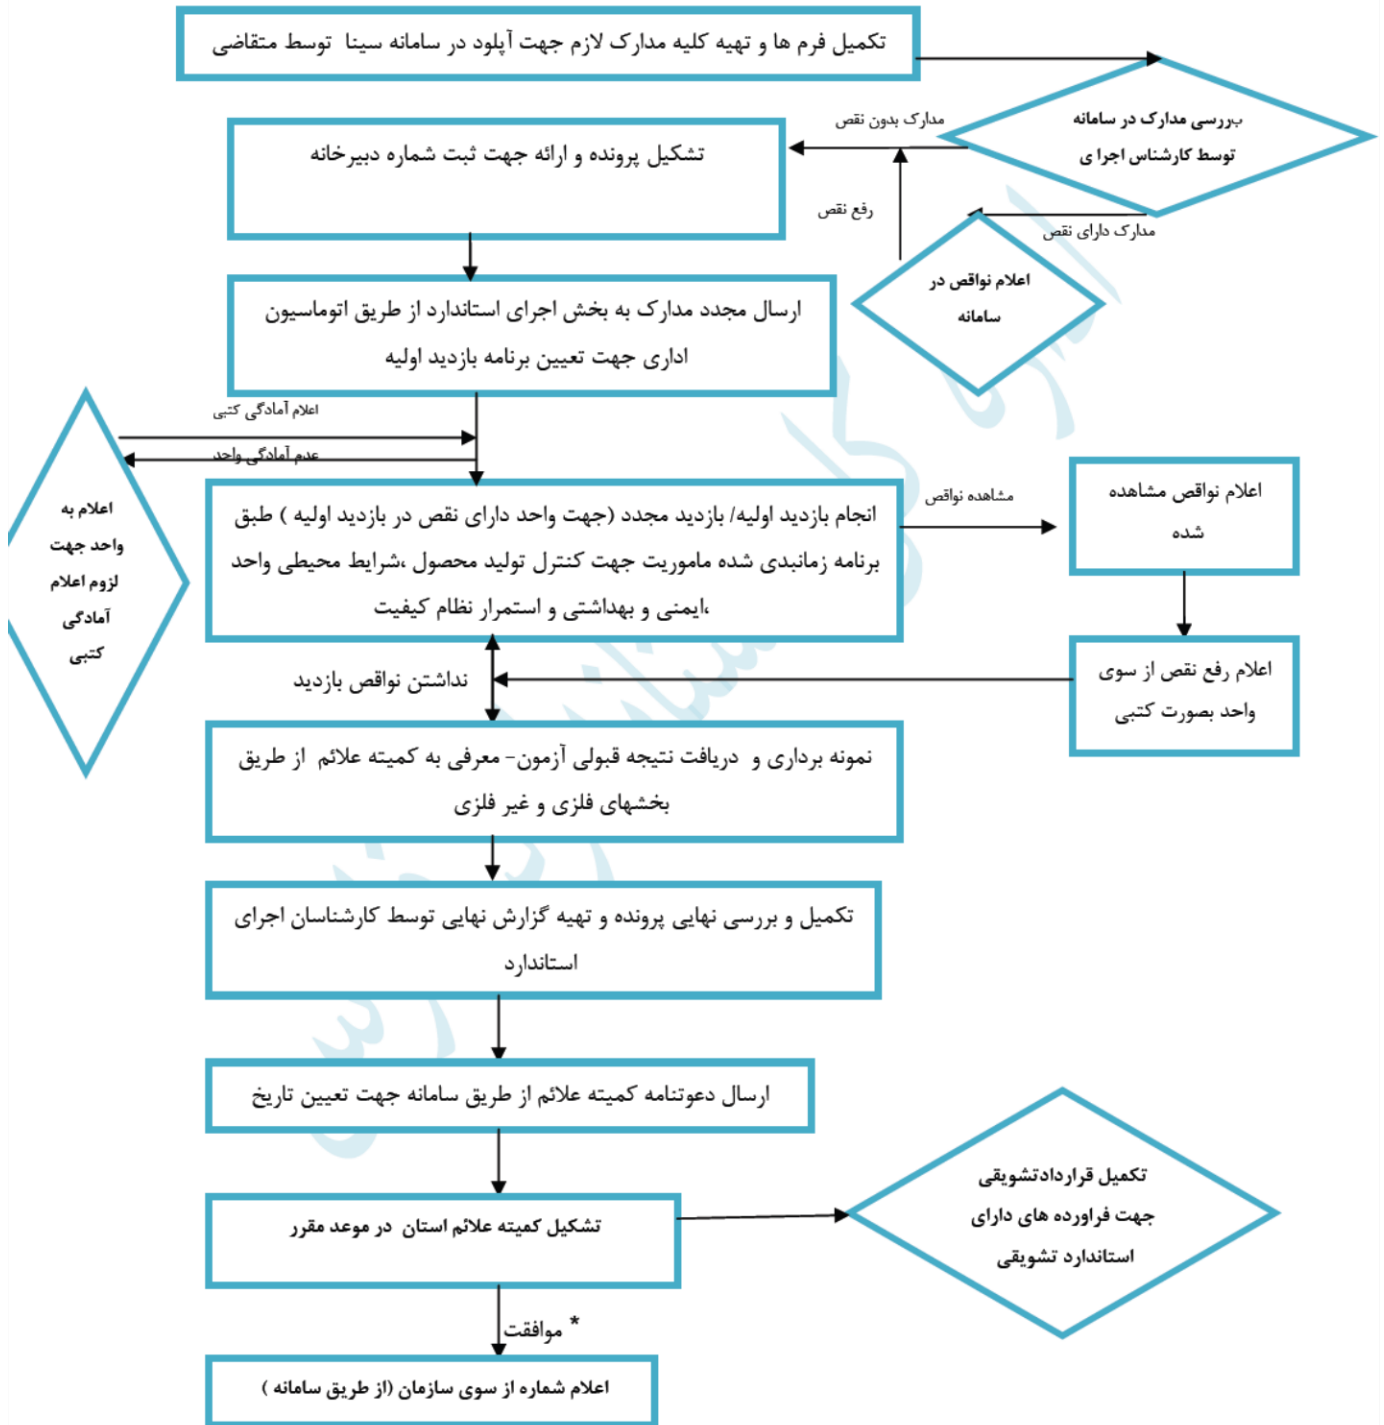 تکمیل فرم ها و تهیه کلیه مدارک لازم جهت آپلود در سامانه سینا توسط متقاضی
بررسی مدارک در سامانه
توسط کارشناس اجرا ی
مدارک بدون نقص
تشکیل پرونده و ارائه جهت ثبت شماره دبیرخانه
رفع نقص
مدارک دارای نقص
اعلام نواقص در
سامانه
ارسال مجدد مدارک به بخش اجرای استاندارد از طریق اتوماسیون
اداری جهت تعیین برنامه بازدید اولیه
اعلام آمادگی کتبی
عدم آمادگی واحد
اعلام به
واحد جهت
لزوم اعلام
آمادگی
کتبی
انجام بازدید اولیه/ بازدید مجدد (جهت واحد دارای نقص در بازدید اولیه ) طبق
برنامه زمانبدی شده ماموریت جهت کنترل تولید محصول ،شرایط محیطی واحد
،ایمنی و بهداشتی و استمرار نظام کیفیت
مشاهده نواقص
اعلام نواقص مشاهده
شده
اعلام رفع نقص از سوی
واحد بصورت کتبی
نداشتن نواقص بازدید
نمونه برداری و دریافت نتیجه قبولی آزمون- معرفی به کمیته علائم از طریق
بخشهای فلزی و غیر فلزی
تکمیل و بررسی نهایی پرونده و تهیه گزارش نهایی توسط کارشناسان اجرای
استاندارد
ارسال دعوتنامه کمیته علائم از طریق سامانه جهت تعیین تاریخ
تشکیل کمیته علائم استان در موعد مقرر
تکمیل قراردادتشویقی
جهت فراورده های دارای
استاندارد تشویقی
* موافقت
اعلام شماره از سوی سازمان (از طریق سامانه )